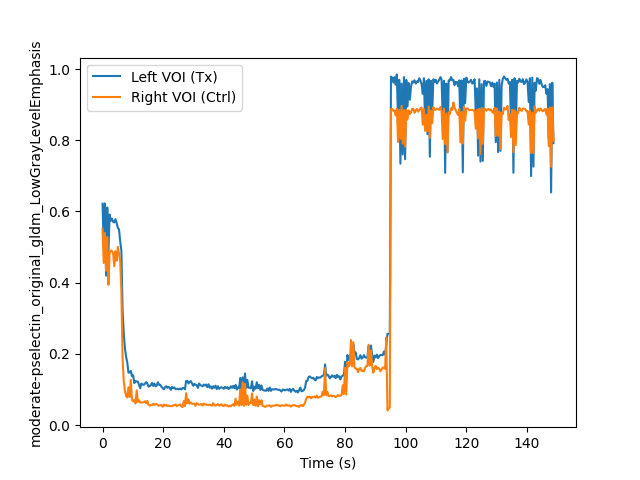 moderate-pselectin_original_gldm_LowGrayLevelEmphasis
1.0
0.8
0.6
0.4
0.2
0.0
Left VOI (Tx)
Right VOI (Ctrl)
0 20 40 60 80 100 120 140
Time (s)